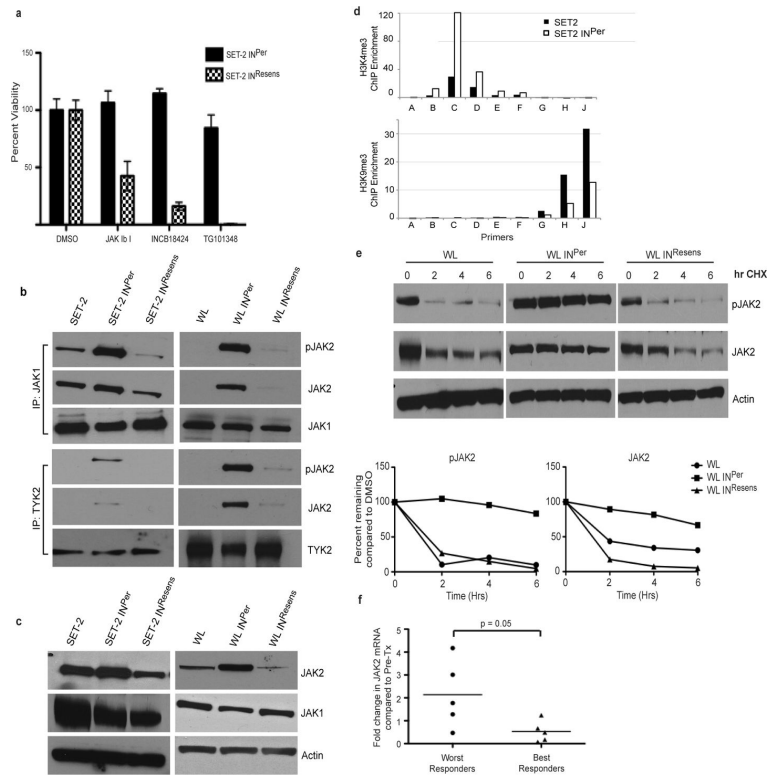 a
SET-2 IN^Per
SET-2 IN^Resens
Percent Viability
150
100
50
DMSO JAK Ib I INCB18424 TG101348
b
SET-2 SET-2 IN^Per SET-2 IN^Resens WL WL IN^Per WL IN^Resens
IP: JAK1
pJAK2
JAK2
JAK1
IP: TYK2
pJAK2
JAK2
TYK2
c
SET-2 SET-2 IN^Per SET-2 IN^Resens WL WL IN^Per WL IN^Resens
JAK2
JAK1
Actin
d
SET2
SET2 IN^Per
H3K4me3
ChIP Enrichment
120
80
40
0
A B C D E F G H J
H3K9me3
ChIP Enrichment
30
20
10
0
A B C D E F G H J
Primers
e
WL WL IN^Per WL IN^Resens
0 2 4 6 0 2 4 6 0 2 4 6 hr CHX
pJAK2
JAK2
Actin
pJAK2
Percent remaining
compared to DMSO
150
100
50
0
0 2 4 6
Time (Hrs)
JAK2
150
100
50
0
0 2 4 6
Time (Hrs)
WL
WL IN^Per
WL IN^Resens
f
p = 0.05
Fold change in JAK2 mRNA
compared to Pre-Tx
5
4
3
2
1
0
Worst
Responders
Best
Responders